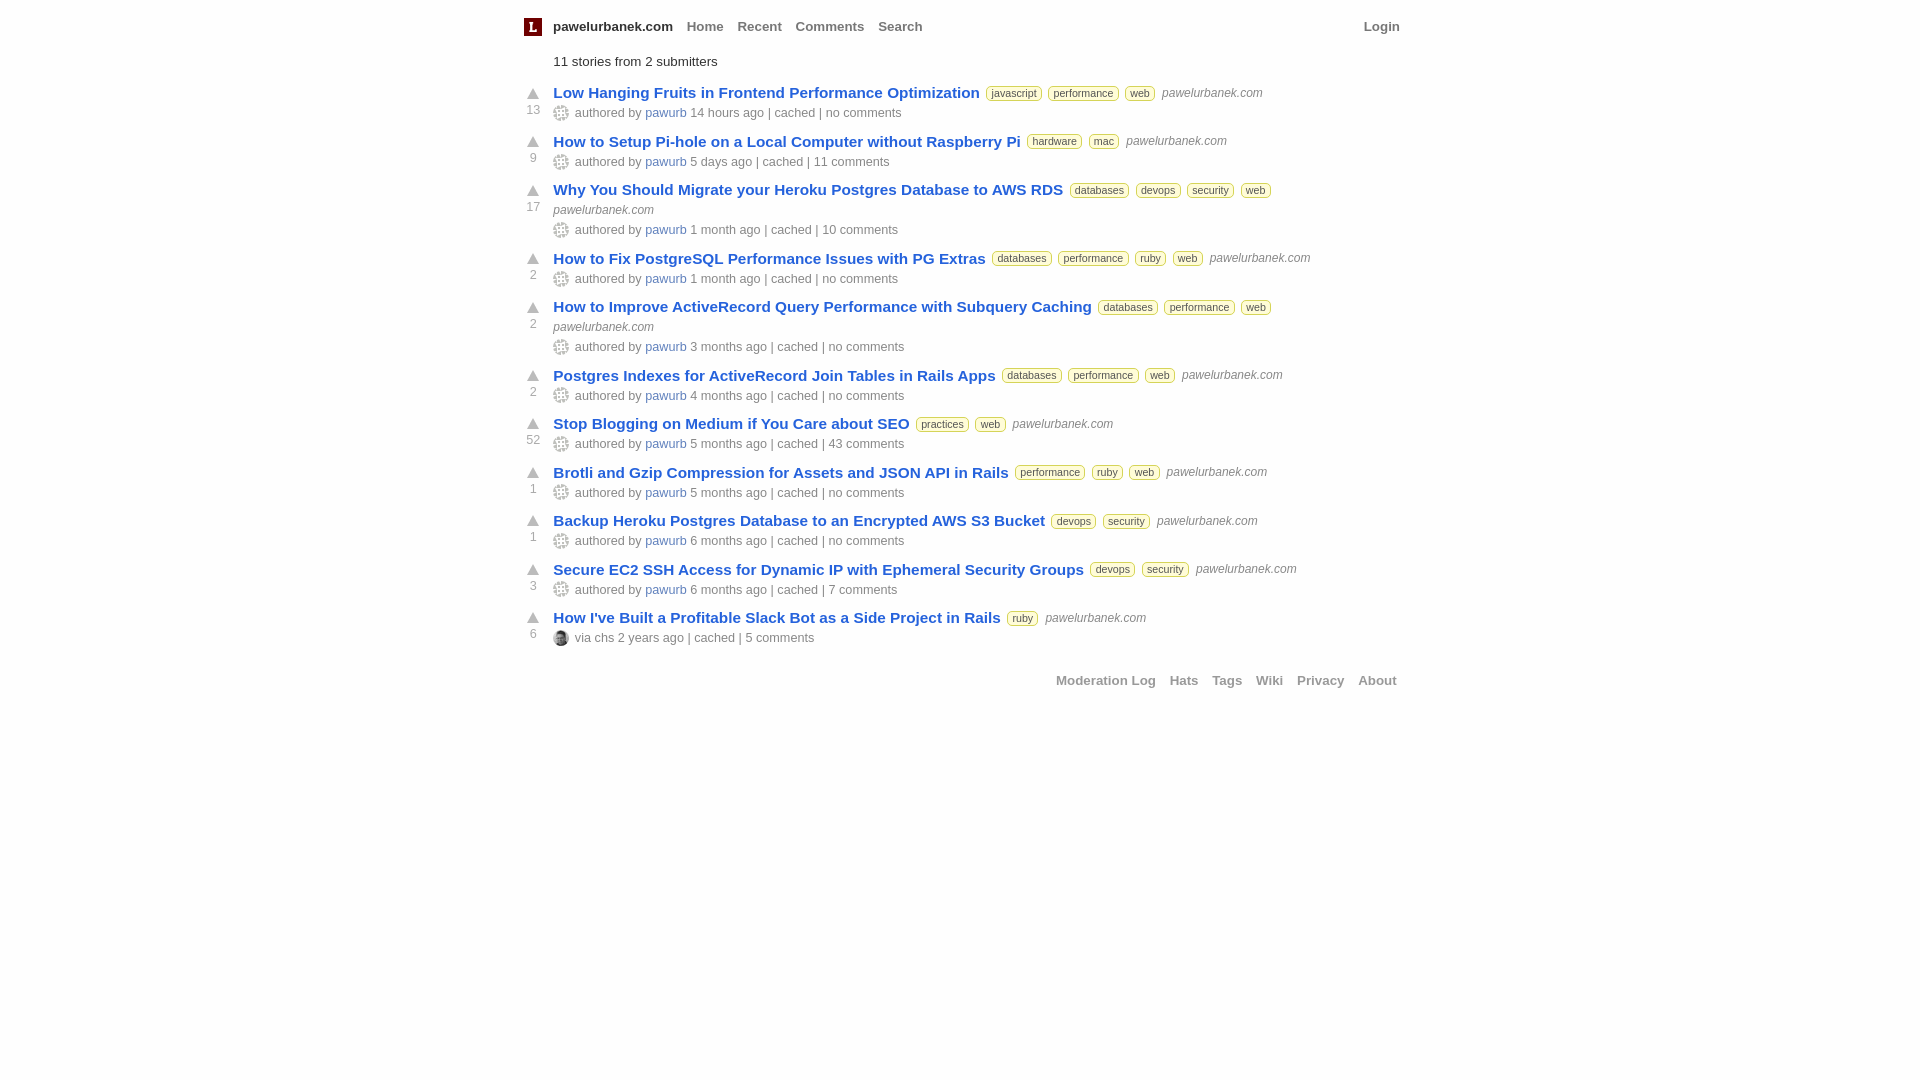 L pawelurbanek.com Home Recent Comments Search Login
11 stories from 2 submitters
Low Hanging Fruits in Frontend Performance Optimization javascript performance web pawelurbanek.com
13
authored by pawurb 14 hours ago | cached | no comments
How to Setup Pi-hole on a Local Computer without Raspberry Pi hardware mac pawelurbanek.com
9
authored by pawurb 5 days ago | cached | 11 comments
Why You Should Migrate your Heroku Postgres Database to AWS RDS databases devops security web
17
pawelurbanek.com
authored by pawurb 1 month ago | cached | 10 comments
How to Fix PostgreSQL Performance Issues with PG Extras databases performance ruby web pawelurbanek.com
2
authored by pawurb 1 month ago | cached | no comments
How to Improve ActiveRecord Query Performance with Subquery Caching databases performance web
2
pawelurbanek.com
authored by pawurb 3 months ago | cached | no comments
Postgres Indexes for ActiveRecord Join Tables in Rails Apps databases performance web pawelurbanek.com
2
authored by pawurb 4 months ago | cached | no comments
Stop Blogging on Medium if You Care about SEO practices web pawelurbanek.com
52
authored by pawurb 5 months ago | cached | 43 comments
Brotli and Gzip Compression for Assets and JSON API in Rails performance ruby web pawelurbanek.com
1
authored by pawurb 5 months ago | cached | no comments
Backup Heroku Postgres Database to an Encrypted AWS S3 Bucket devops security pawelurbanek.com
1
authored by pawurb 6 months ago | cached | no comments
Secure EC2 SSH Access for Dynamic IP with Ephemeral Security Groups devops security pawelurbanek.com
3
authored by pawurb 6 months ago | cached | 7 comments
How I've Built a Profitable Slack Bot as a Side Project in Rails ruby pawelurbanek.com
6
via chs 2 years ago | cached | 5 comments
Moderation Log Hats Tags Wiki Privacy About